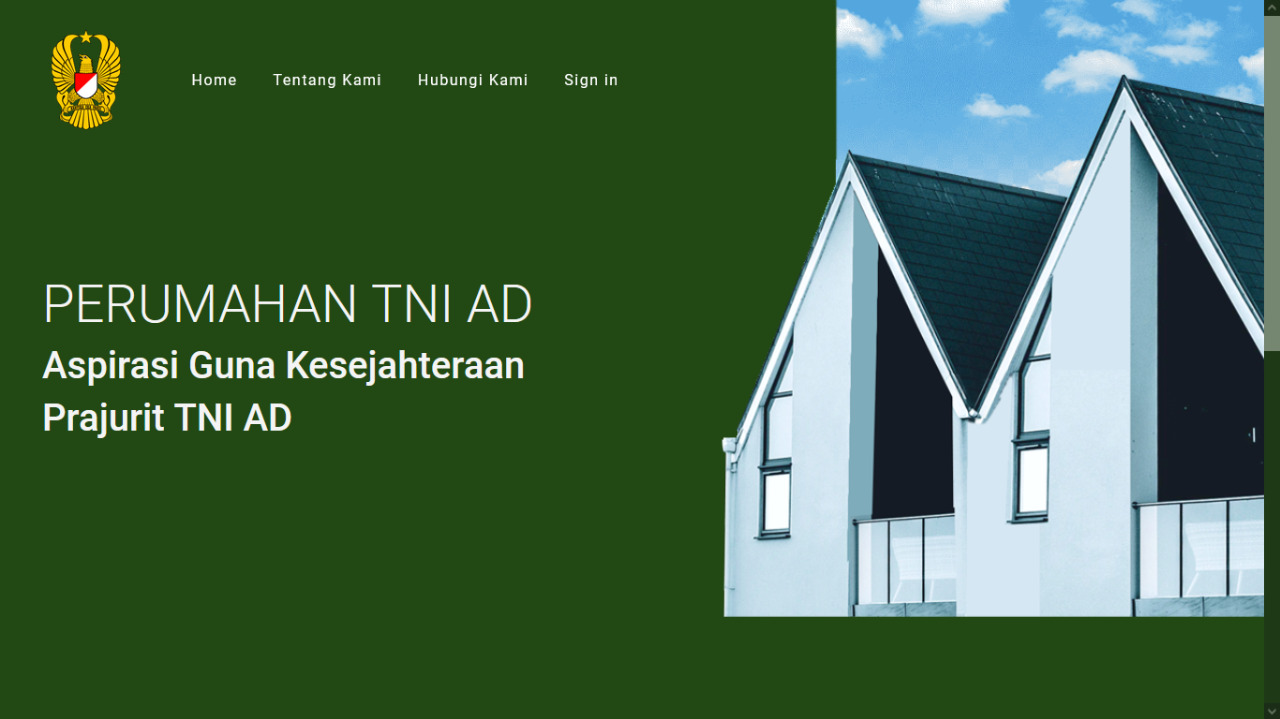 Home
Tentang Kami
Hubungi Kami
Sign in
PERUMAHAN TNI AD
Aspirasi Guna Kesejahteraan
Prajurit TNI AD